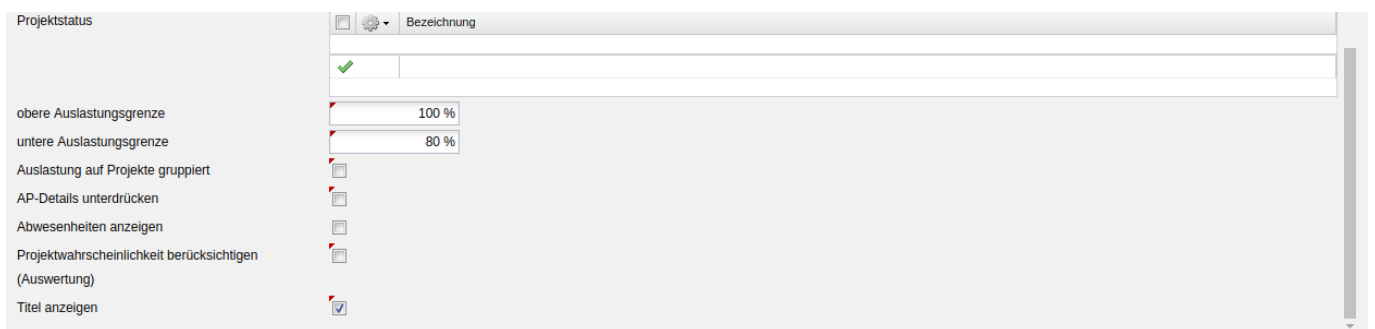 Projektstatus
Bezeichnung
obere Auslastungsgrenze
100 %
untere Auslastungsgrenze
80 %
Auslastung auf Projekte gruppiert
AP-Details unterdrücken
Abwesenheiten anzeigen
Projektwahrscheinlichkeit berücksichtigen
(Auswertung)
Titel anzeigen